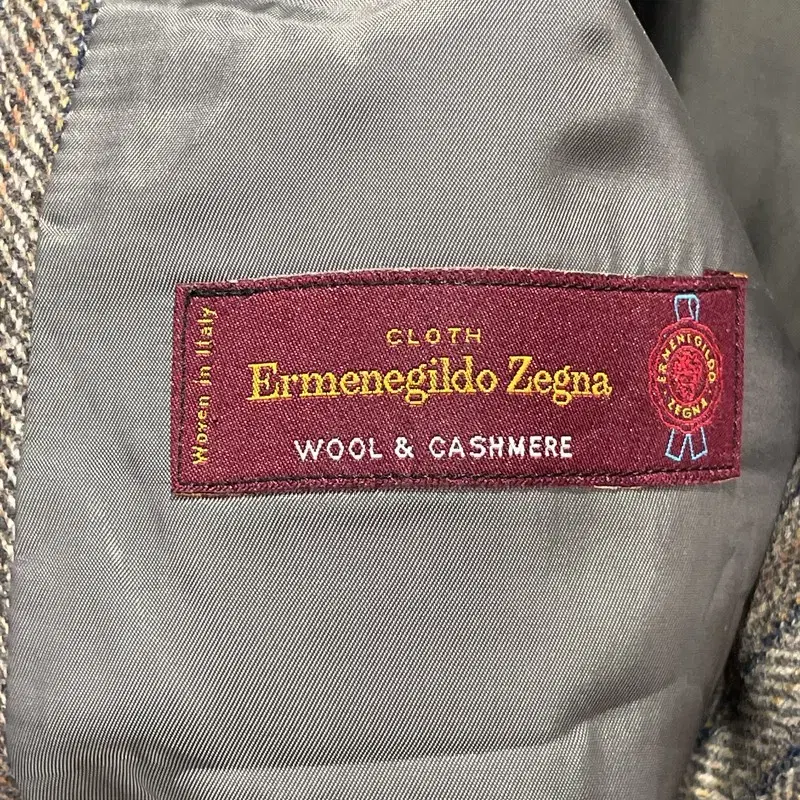 Woven in Italy
CLOTH
Ermenegildo Zegna
WOOL & CASHMERE
ERMENEGILDO
ZEGNA